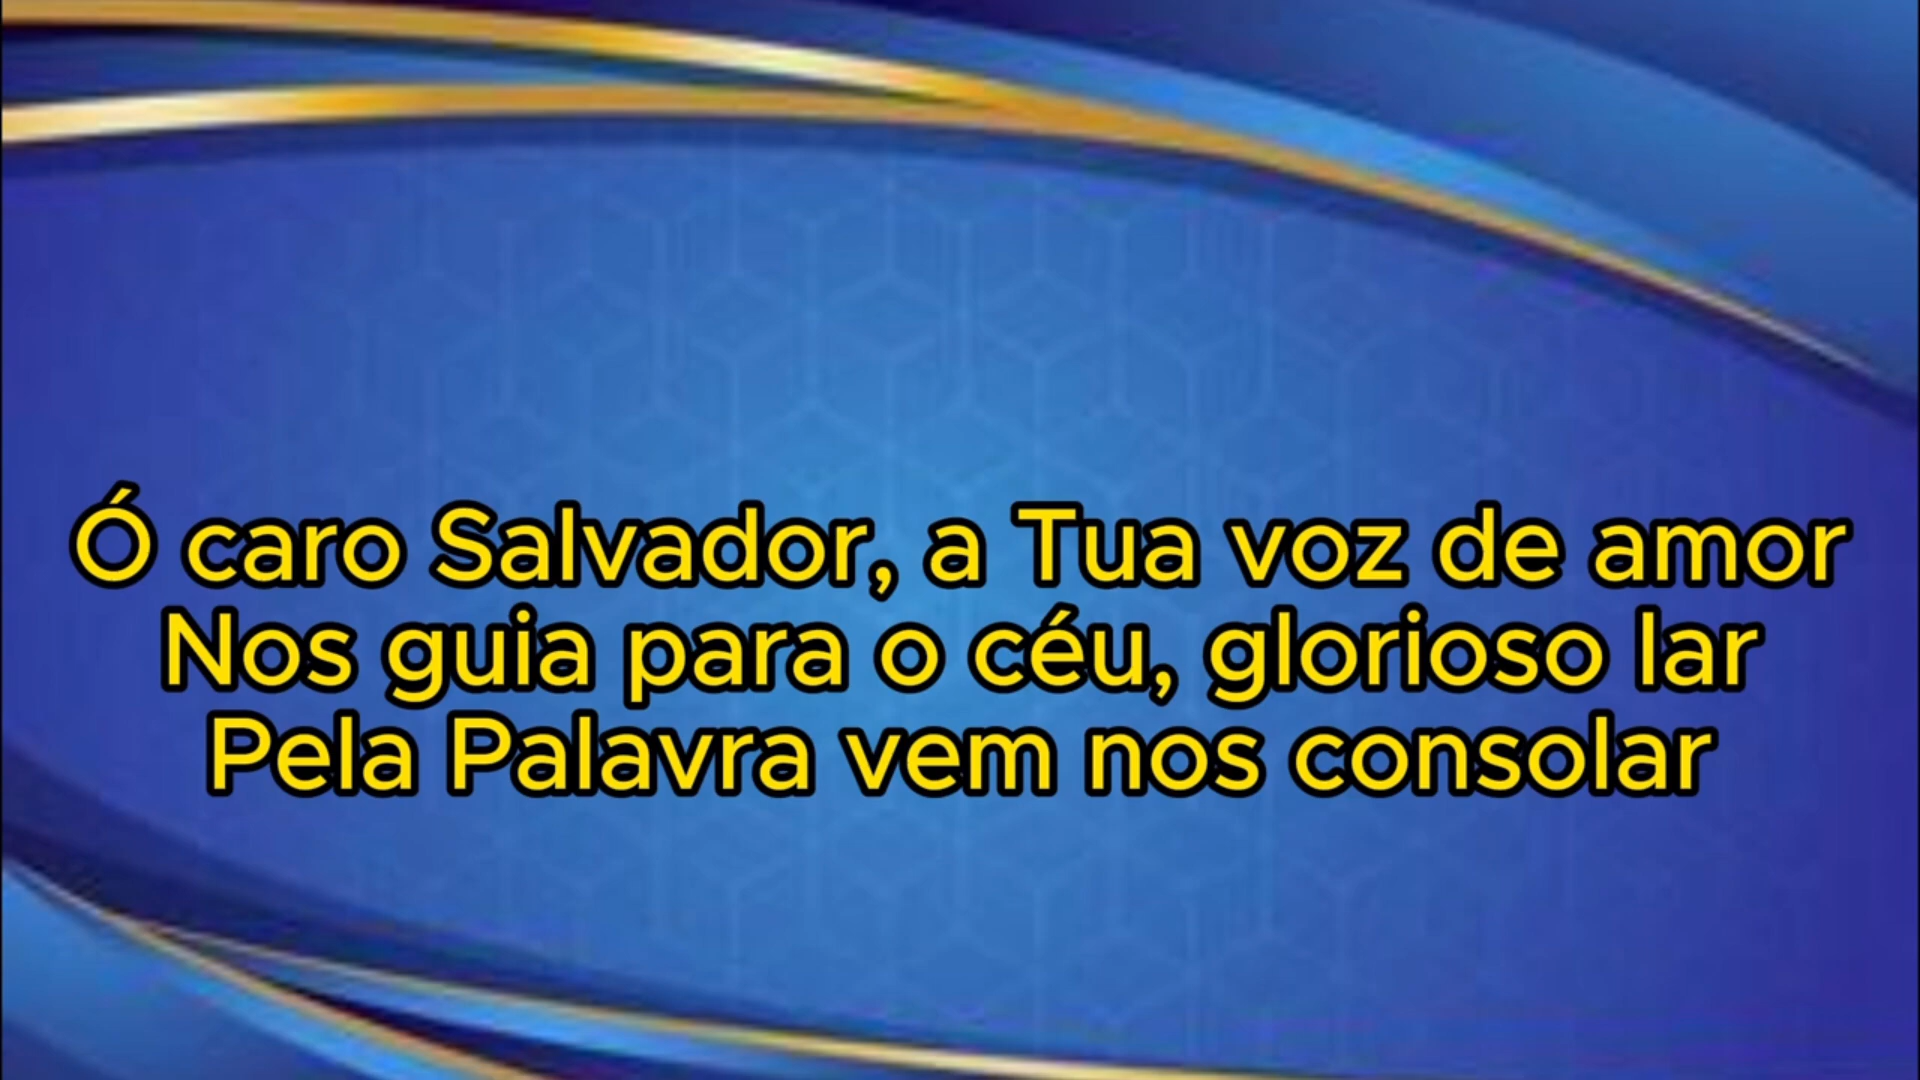 Ó caro Salvador, a Tua voz de amor
Nos guia para o céu, glorioso lar
Pela Palavra vem nos consolar